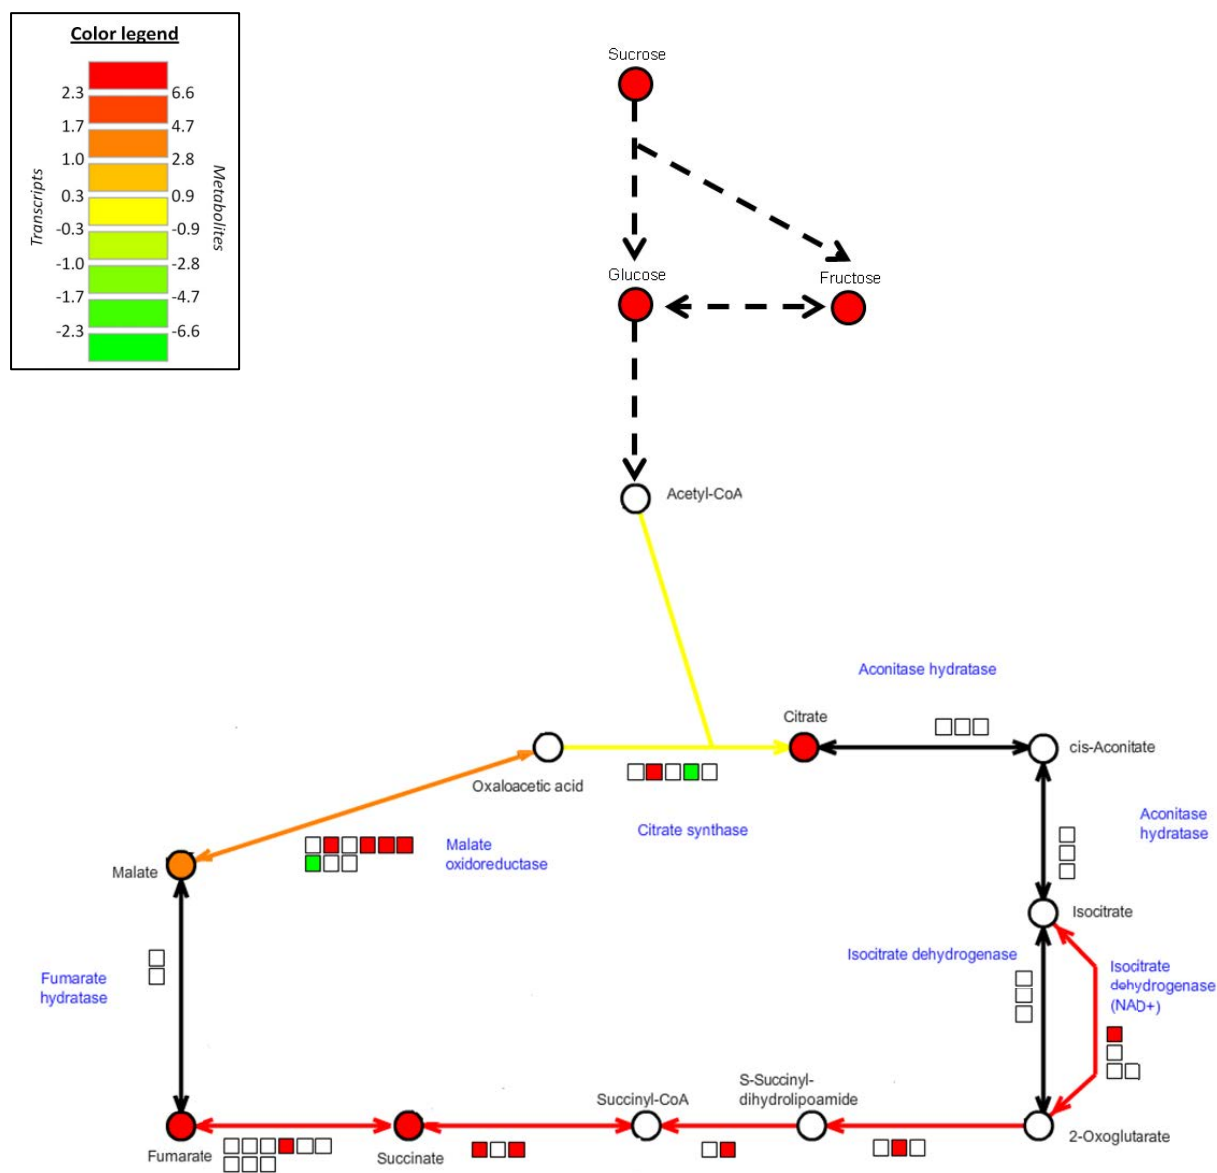 Color legend
2.3 6.6
1.7 4.7
1.0 2.8
0.3 0.9
-0.3 -0.9
-1.0 -2.8
-1.7 -4.7
-2.3 -6.6
Transcripts
Metabolites
Sucrose
Glucose
Fructose
Acetyl-CoA
Aconitase hydratase
Citrate
cis-Aconitate
Oxaloacetic acid
Citrate synthase
Aconitase
hydratase
Malate
oxidoreductase
Malate
Isocitrate
Isocitrate dehydrogenase
Isocitrate
dehydrogenase
(NAD+)
Fumarate
hydratase
S-Succinyl-
dihydrolipoamide
Succinyl-CoA
2-Oxoglutarate
Fumarate
Succinate